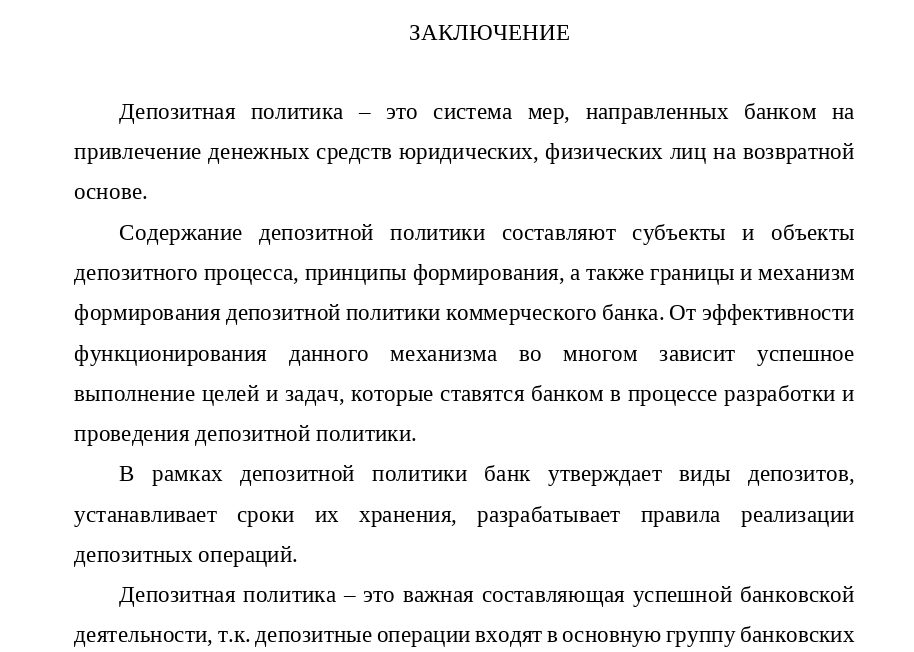 ЗАКЛЮЧЕНИЕ
Депозитная политика – это система мер, направленных банком на
привлечение денежных средств юридических, физических лиц на возвратной
основе.
Содержание депозитной политики составляют субъекты и объекты
депозитного процесса, принципы формирования, а также границы и механизм
формирования депозитной политики коммерческого банка. От эффективности
функционирования данного механизма во многом зависит успешное
выполнение целей и задач, которые ставятся банком в процессе разработки и
проведения депозитной политики.
В рамках депозитной политики банк утверждает виды депозитов,
устанавливает сроки их хранения, разрабатывает правила реализации
депозитных операций.
Депозитная политика – это важная составляющая успешной банковской
деятельности, т.к. депозитные операции входят в основную группу банковских